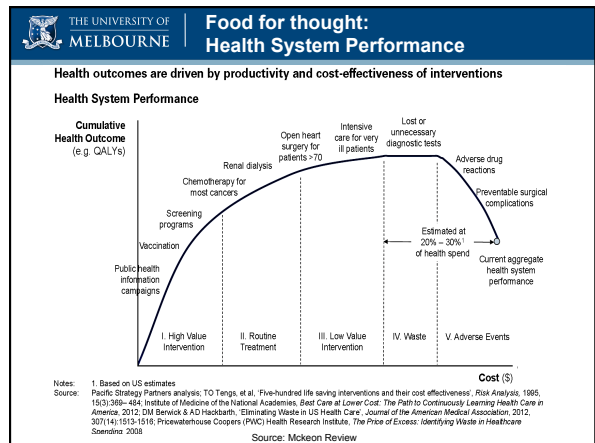 THE UNIVERSITY OF
MELBOURNE
Food for thought:
Health System Performance
Health outcomes are driven by productivity and cost-effectiveness of interventions
Health System Performance
Cumulative
Health Outcome
(e.g. QALYs)
Public health
information
campaigns
Vaccination
Screening
programs
Chemotherapy for
most cancers
Renal dialysis
Open heart
surgery for
patients >70
Intensive
care for very
ill patients
Lost or
unnecessary
diagnostic tests
Adverse drug
reactions
Preventable surgical
complications
Estimated at
20% – 30%¹
of health spend
Current aggregate
health system
performance
I. High Value
Intervention
II. Routine
Treatment
III. Low Value
Intervention
IV. Waste
V. Adverse Events
Cost ($)
Notes: 1. Based on US estimates
Source: Pacific Strategy Partners analysis; TO Tengs, et al, 'Five-hundred life saving interventions and their cost effectiveness', Risk Analysis, 1995,
15(3):369– 484; Institute of Medicine of the National Academies, Best Care at Lower Cost: The Path to Continuously Learning Health Care in
America, 2012; DM Berwick & AD Hackbarth, 'Eliminating Waste in US Health Care', Journal of the American Medical Association, 2012,
307(14):1513-1516; Pricewaterhouse Coopers (PWC) Health Research Institute, The Price of Excess: Identifying Waste in Healthcare
Spending, 2008
Source: Mckeon Review